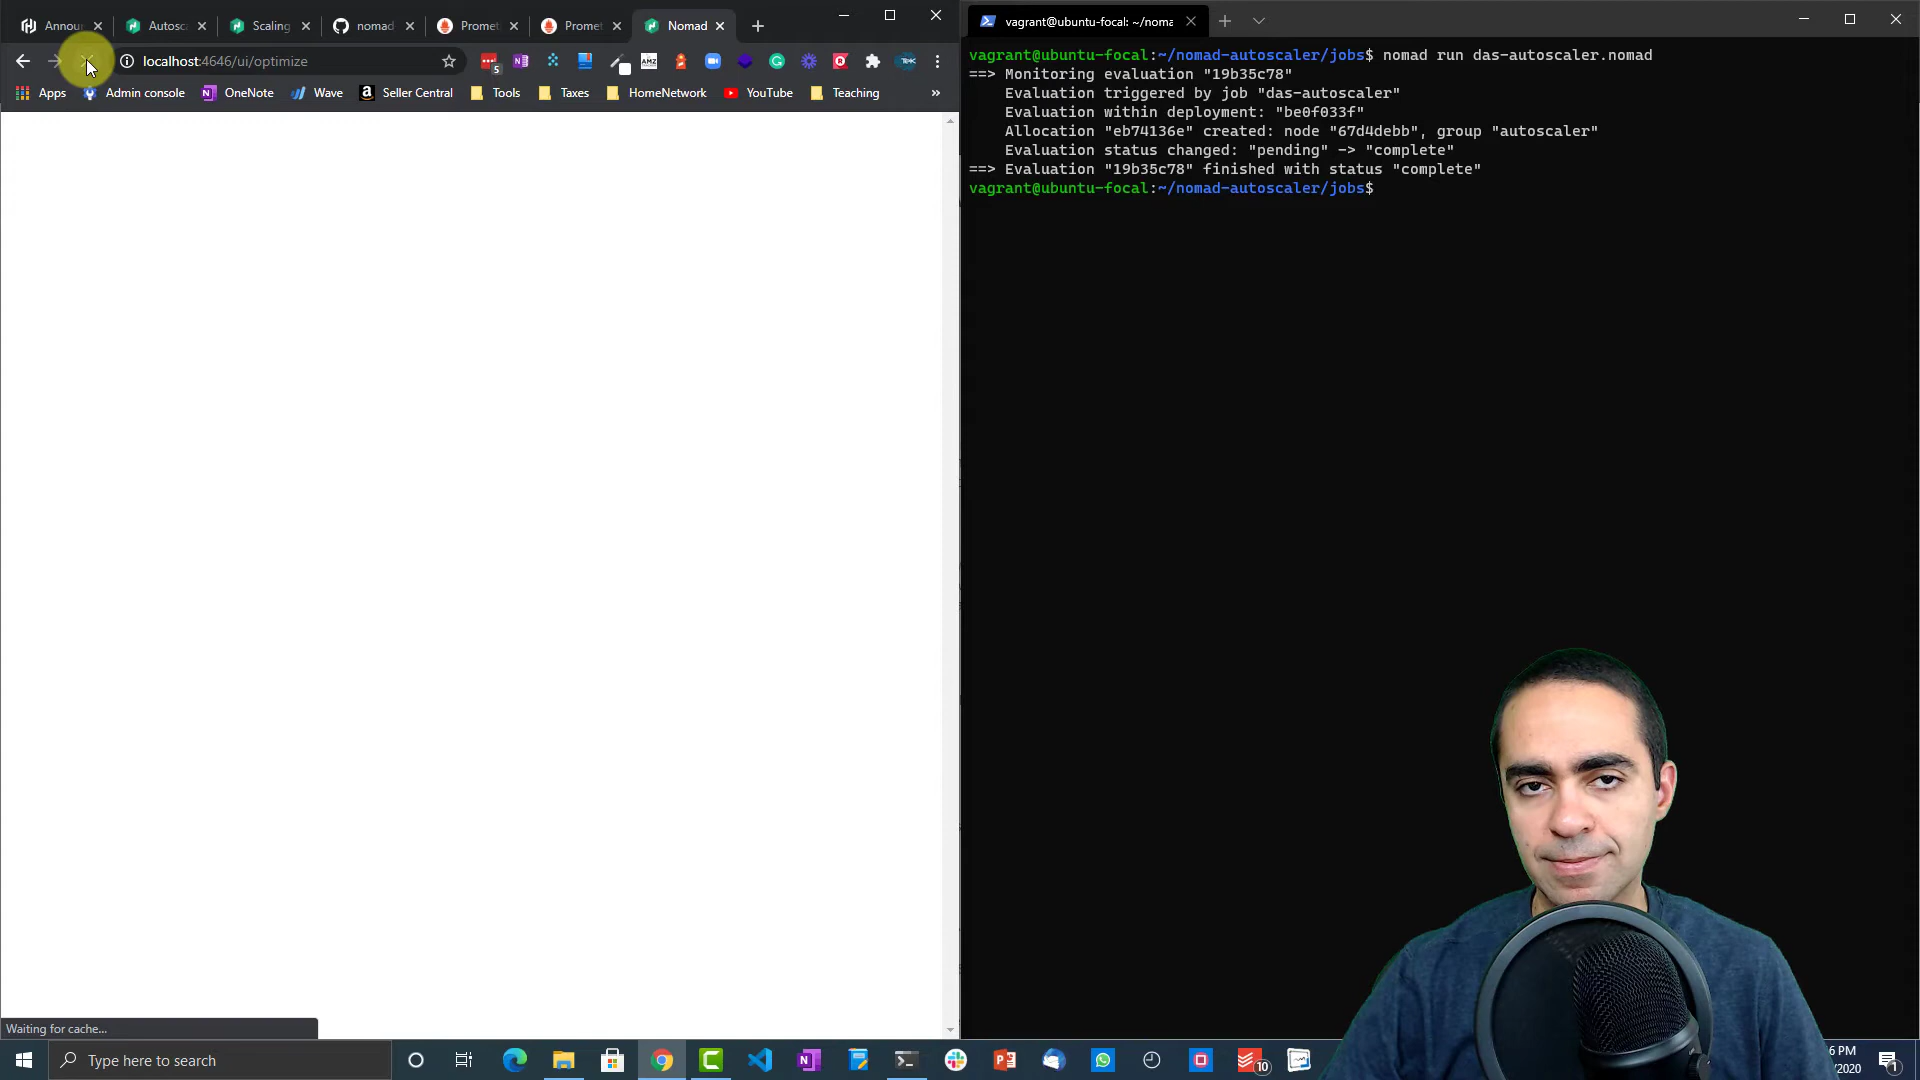 Annou
Autosca
Scaling
nomad
Promet
Promet
Nomad
vagrant@ubuntu-focal: ~/noma
localhost:4646/ui/optimize
Apps
Admin console
OneNote
Wave
Seller Central
Tools
Taxes
HomeNetwork
YouTube
Teaching
»
vagrant@ubuntu-focal:~/nomad-autoscaler/jobs$ nomad run das-autoscaler.nomad
==> Monitoring evaluation "19b35c78"
Evaluation triggered by job "das-autoscaler"
Evaluation within deployment: "be0f033f"
Allocation "eb74136e" created: node "67d4debb", group "autoscaler"
Evaluation status changed: "pending" -> "complete"
==> Evaluation "19b35c78" finished with status "complete"
vagrant@ubuntu-focal:~/nomad-autoscaler/jobs$
Waiting for cache...
Type here to search
10
6 PM
/2020
1